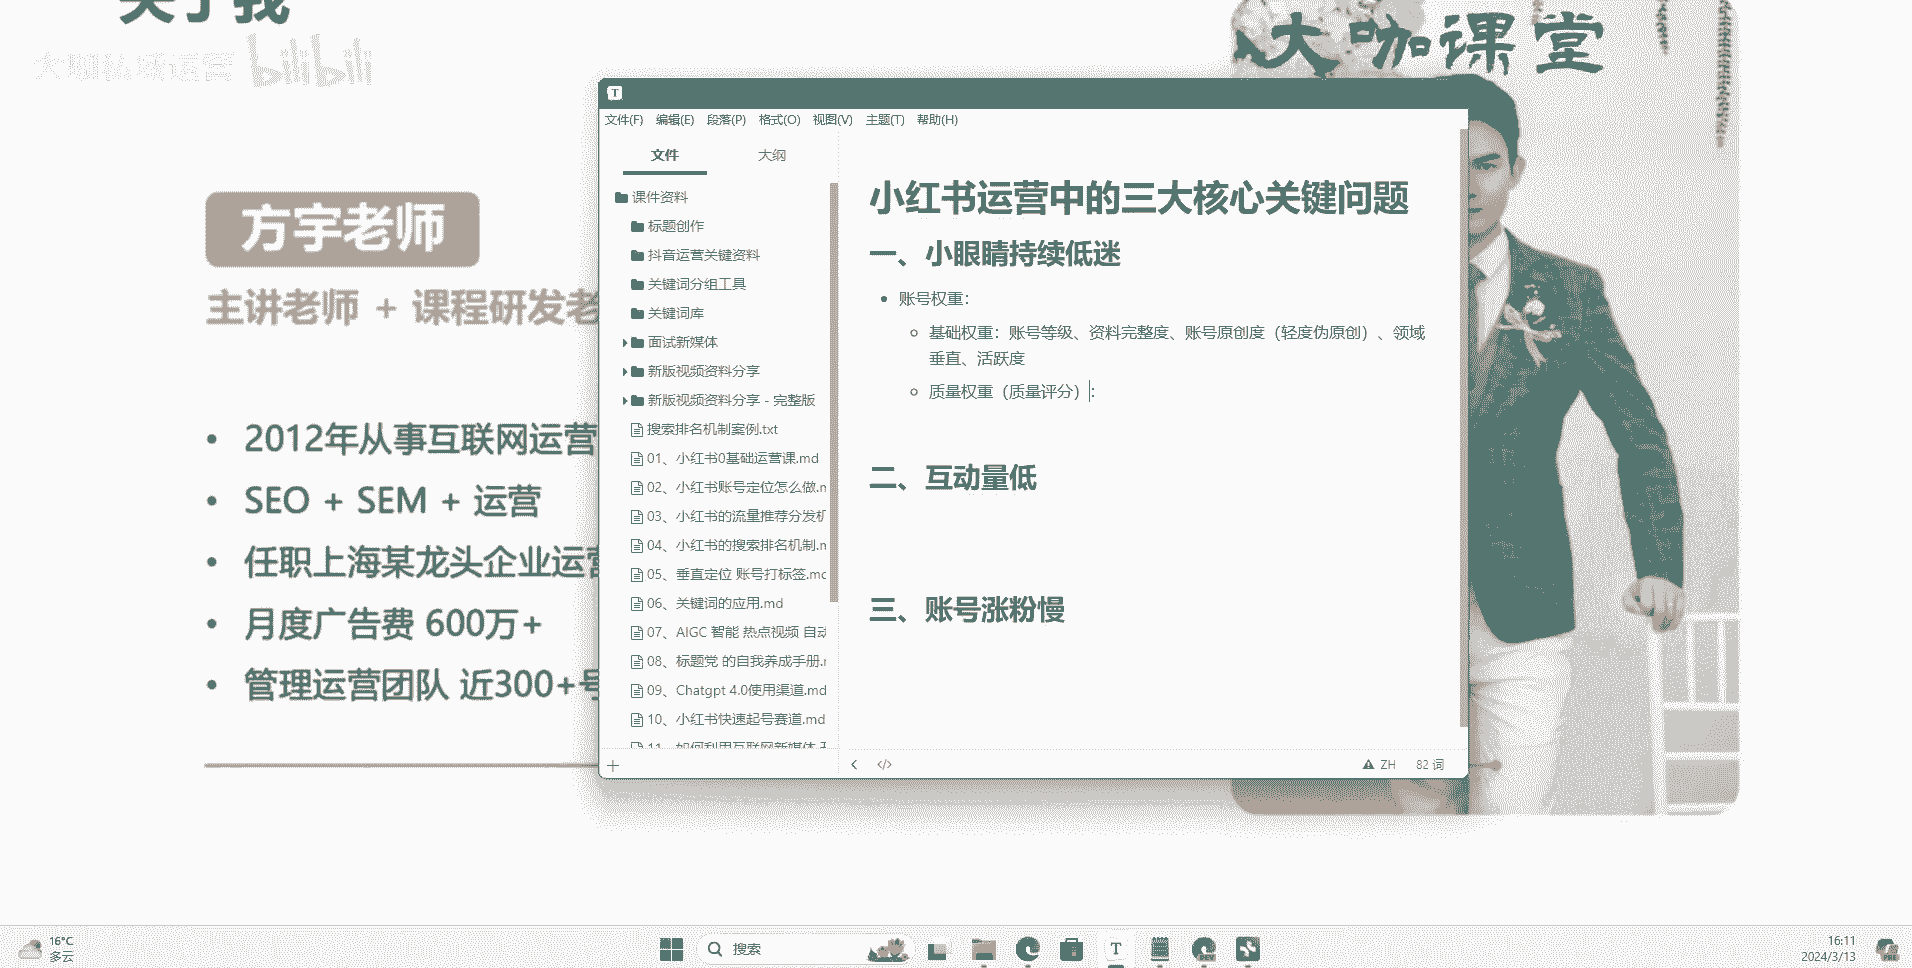 关于我
大咖私域运营 bilibili
大咖课堂
方宇老师
主讲老师 + 课程研发老
2012年从事互联网运营
SEO + SEM + 运营
任职上海某龙头企业运营
月度广告费 600万+
管理运营团队 近300+号
T
文件(F) 编辑(E) 段落(P) 格式(O) 视图(V) 主题(T) 帮助(H)
文件 大纲
课件资料
标题创作
抖音运营关键资料
关键词分组工具
关键词库
面试新媒体
新版视频资料分享
新版视频资料分享 - 完整版
搜索排名机制案例.txt
01、小红书0基础运营课.md
02、小红书账号定位怎么做.m
03、小红书的流量推荐分发机
04、小红书的搜索排名机制.m
05、垂直定位 账号打标签.mc
06、关键词的应用.md
07、AIGC 智能 热点视频 自动
08、标题党 的自我养成手册.
09、Chatgpt 4.0使用渠道.md
10、小红书快速起号赛道.md
11、如何利用互联网新媒体
小红书运营中的三大核心关键问题
一、小眼睛持续低迷
账号权重：
基础权重：账号等级、资料完整度、账号原创度（轻度伪原创）、领域
垂直、活跃度
质量权重（质量评分）：
二、互动量低
三、账号涨粉慢
ZH 82 词
16°C
多云
搜索
T
DEV
16:11
2024/3/13
PRE